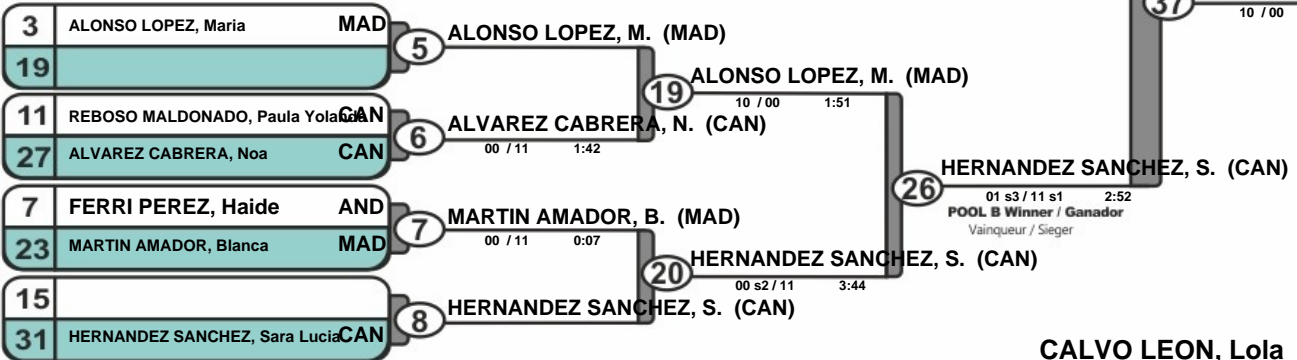 37
10 / 00
3 ALONSO LOPEZ, Maria MAD
19
5 ALONSO LOPEZ, M. (MAD)
19 ALONSO LOPEZ, M. (MAD)
10 / 00 1:51
11 REBOSO MALDONADO, Paula Yolanda CAN
27 ALVAREZ CABRERA, Noa CAN
6 ALVAREZ CABRERA, N. (CAN)
00 / 11 1:42
26 HERNANDEZ SANCHEZ, S. (CAN)
01 s3 / 11 s1 2:52
POOL B Winner / Ganador
Vainqueur / Sieger
7 FERRI PEREZ, Haide AND
23 MARTIN AMADOR, Blanca MAD
7 MARTIN AMADOR, B. (MAD)
00 / 11 0:07
20 HERNANDEZ SANCHEZ, S. (CAN)
00 s2 / 11 3:44
15
31 HERNANDEZ SANCHEZ, Sara Lucia CAN
8 HERNANDEZ SANCHEZ, S. (CAN)
CALVO LEON, Lola